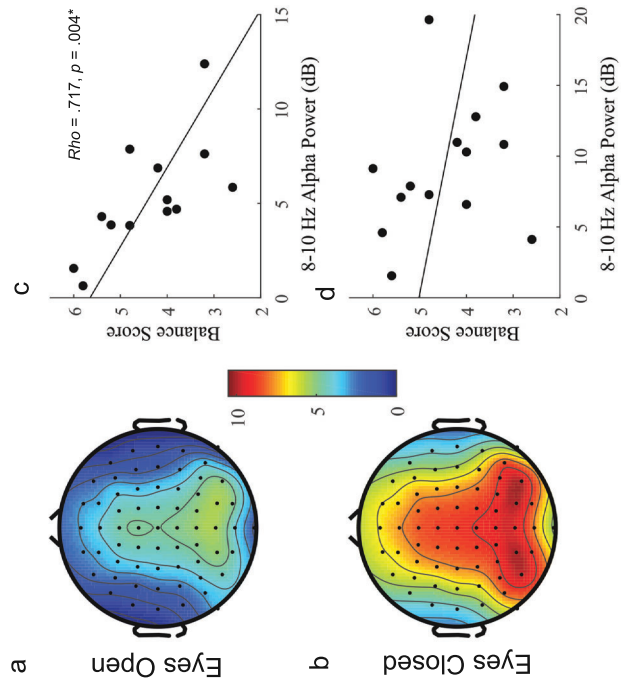 a
Eyes Open
b
Eyes Closed
10
5
0
c
Rho = .717, p = .004*
Balance Score
6
5
4
3
2
0
5
10
15
8-10 Hz Alpha Power (dB)
d
Balance Score
6
5
4
3
2
0
5
10
15
20
8-10 Hz Alpha Power (dB)